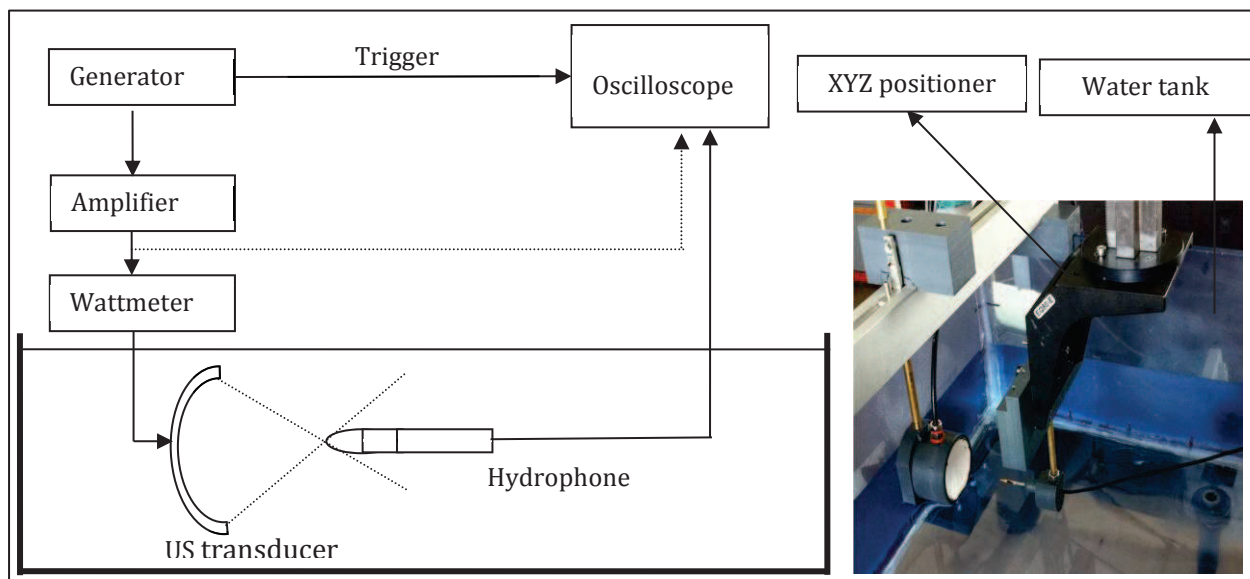 Generator
Trigger
Oscilloscope
XYZ positioner
Water tank
Amplifier
Wattmeter
Hydrophone
US transducer